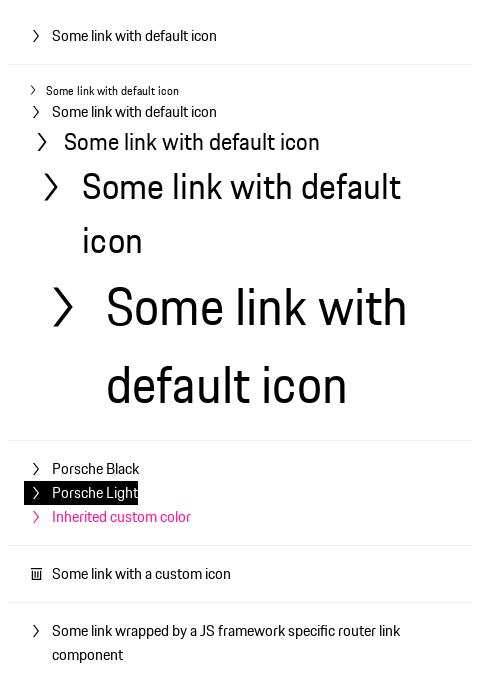 Some link with default icon
Some link with default icon
Some link with default icon
Some link with default icon
Some link with default
icon
Some link with
default icon
Porsche Black
Porsche Light
Inherited custom color
Some link with a custom icon
Some link wrapped by a JS framework specific router link
component